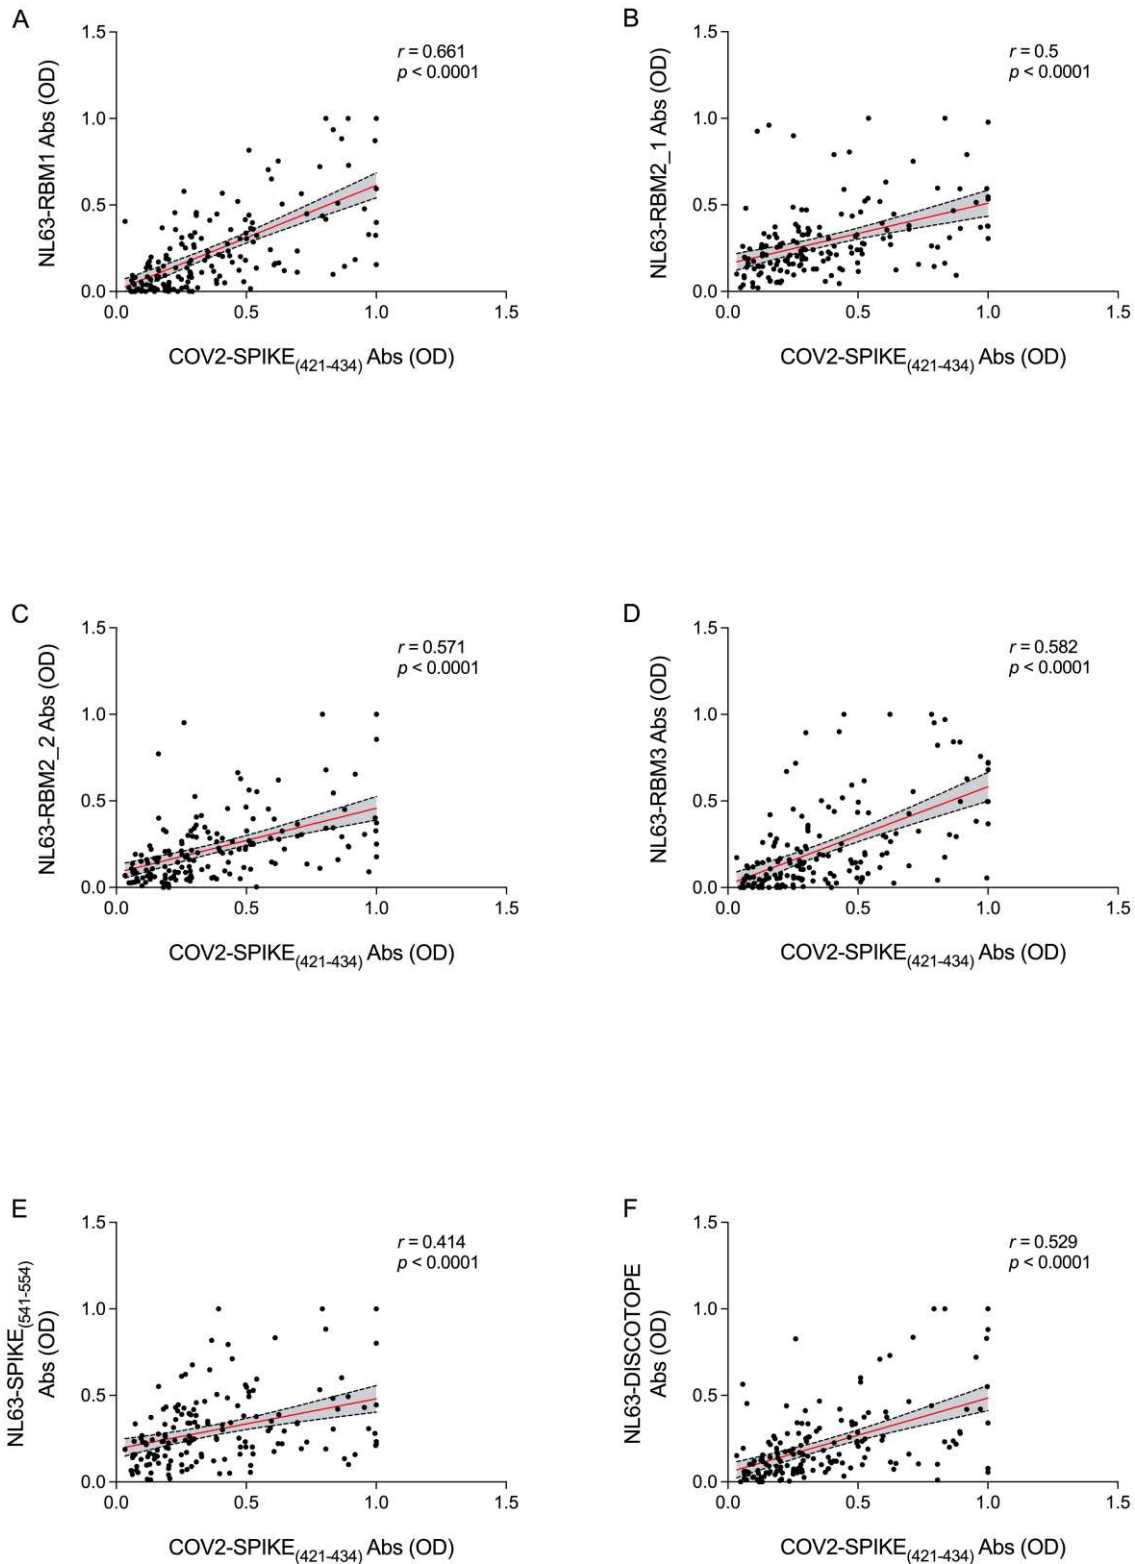 A
NL63-RBM1 Abs (OD)
1.5
1.0
0.5
0.0
r = 0.661
p < 0.0001
0.0 0.5 1.0 1.5
COV2-SPIKE(421-434) Abs (OD)
B
NL63-RBM2_1 Abs (OD)
1.5
1.0
0.5
0.0
r = 0.5
p < 0.0001
0.0 0.5 1.0 1.5
COV2-SPIKE(421-434) Abs (OD)
C
NL63-RBM2_2 Abs (OD)
1.5
1.0
0.5
0.0
r = 0.571
p < 0.0001
0.0 0.5 1.0 1.5
COV2-SPIKE(421-434) Abs (OD)
D
NL63-RBM3 Abs (OD)
1.5
1.0
0.5
0.0
r = 0.582
p < 0.0001
0.0 0.5 1.0 1.5
COV2-SPIKE(421-434) Abs (OD)
E
NL63-SPIKE(541-554)
Abs (OD)
1.5
1.0
0.5
0.0
r = 0.414
p < 0.0001
0.0 0.5 1.0 1.5
COV2-SPIKE(421-434) Abs (OD)
F
NL63-DISCOTOPE
Abs (OD)
1.5
1.0
0.5
0.0
r = 0.529
p < 0.0001
0.0 0.5 1.0 1.5
COV2-SPIKE(421-434) Abs (OD)